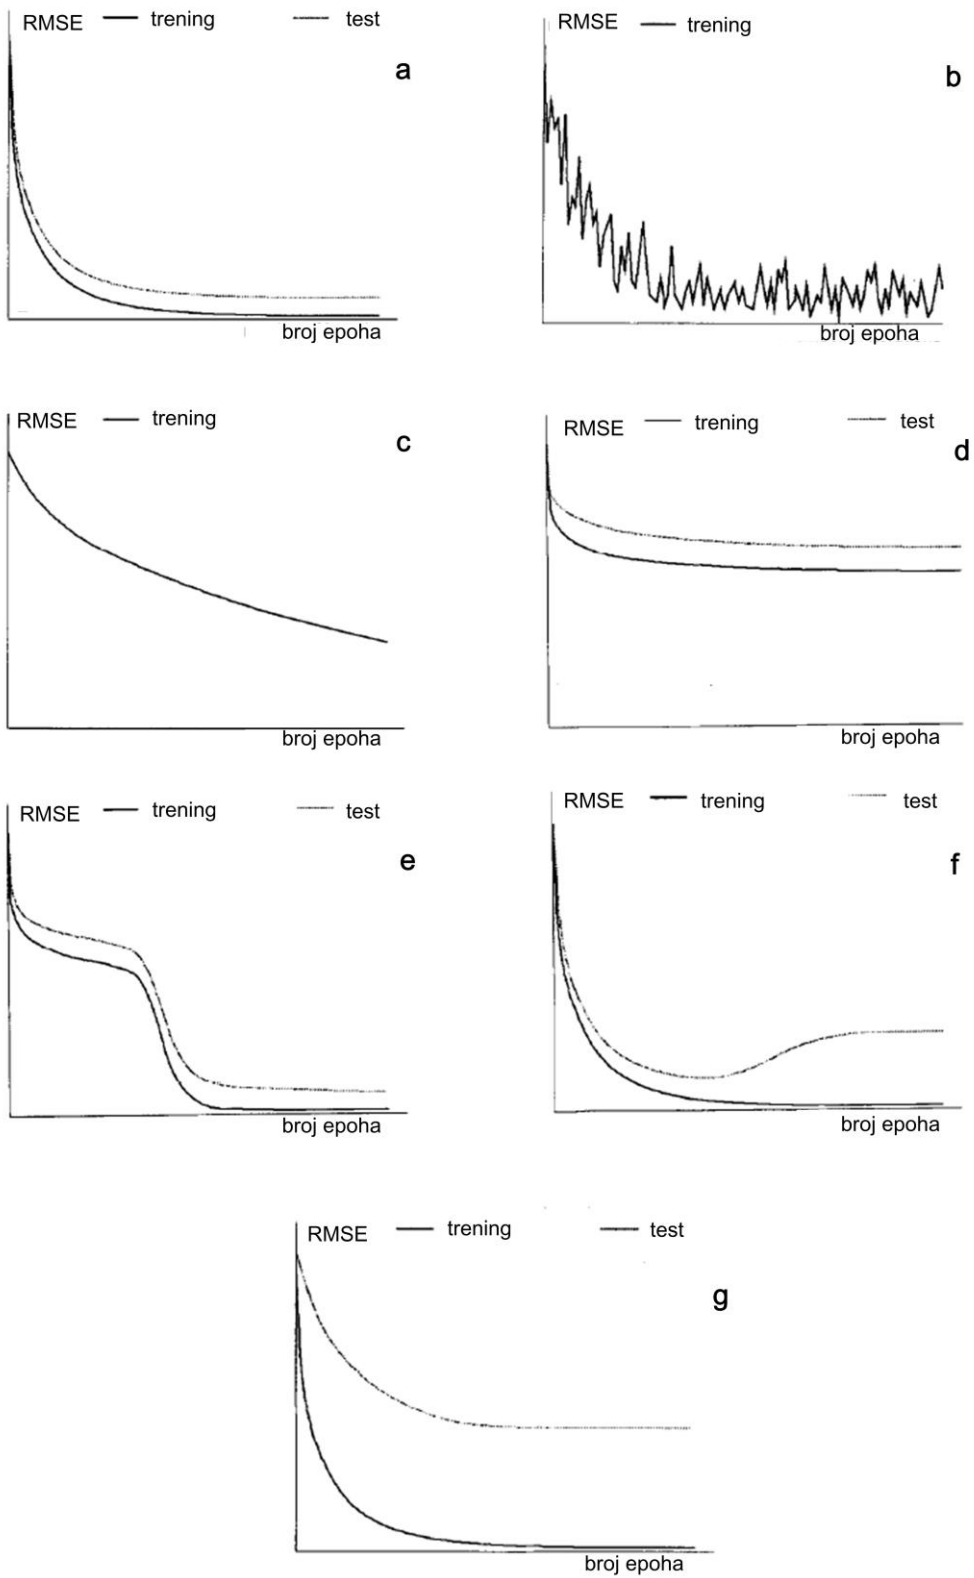 RMSE trening test
a
broj epoha
RMSE trening
b
broj epoha
RMSE trening
c
broj epoha
RMSE trening test
d
broj epoha
RMSE trening test
e
broj epoha
RMSE trening test
f
broj epoha
RMSE trening test
g
broj epoha